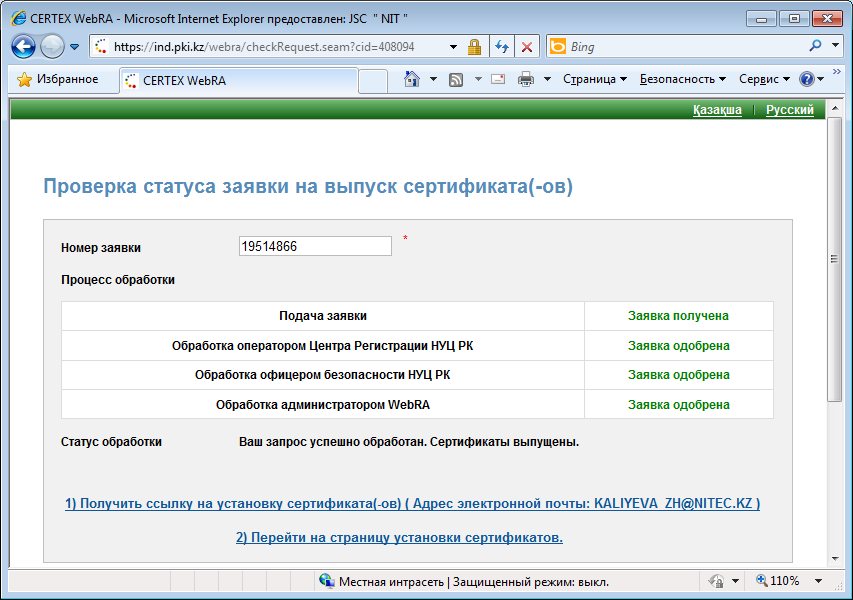 CERTEX WebRA - Microsoft Internet Explorer предоставлен: JSC " NIT "
https://ind.pki.kz/webra/checkRequest.seam?cid=408094
Bing
Избранное
CERTEX WebRA
Страница
Безопасность
Сервис
Қазақша | Русский
Проверка статуса заявки на выпуск сертификата(-ов)
Номер заявки 19514866 *
Процесс обработки
Подача заявки Заявка получена
Обработка оператором Центра Регистрации НУЦ РК Заявка одобрена
Обработка офицером безопасности НУЦ РК Заявка одобрена
Обработка администратором WebRA Заявка одобрена
Статус обработки Ваш запрос успешно обработан. Сертификаты выпущены.
1) Получить ссылку на установку сертификата(-ов) ( Адрес электронной почты: KALIYEVA_ZH@NITEC.KZ )
2) Перейти на страницу установки сертификатов.
Местная интрасеть | Защищенный режим: выкл.
110%